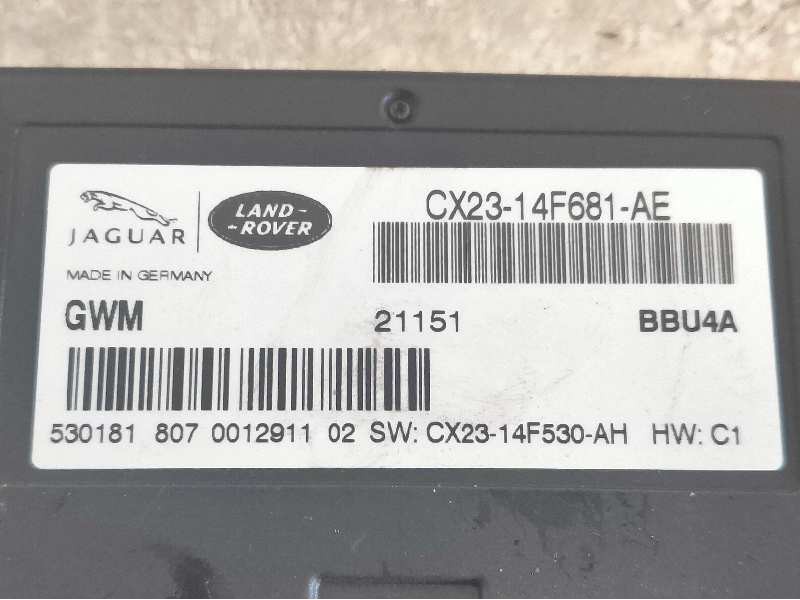 JAGUAR
LAND-
-ROVER
CX23-14F681-AE
MADE IN GERMANY
GWM 21151 BBU4A
530181 807 0012911 02 SW: CX23-14F530-AH HW: C1